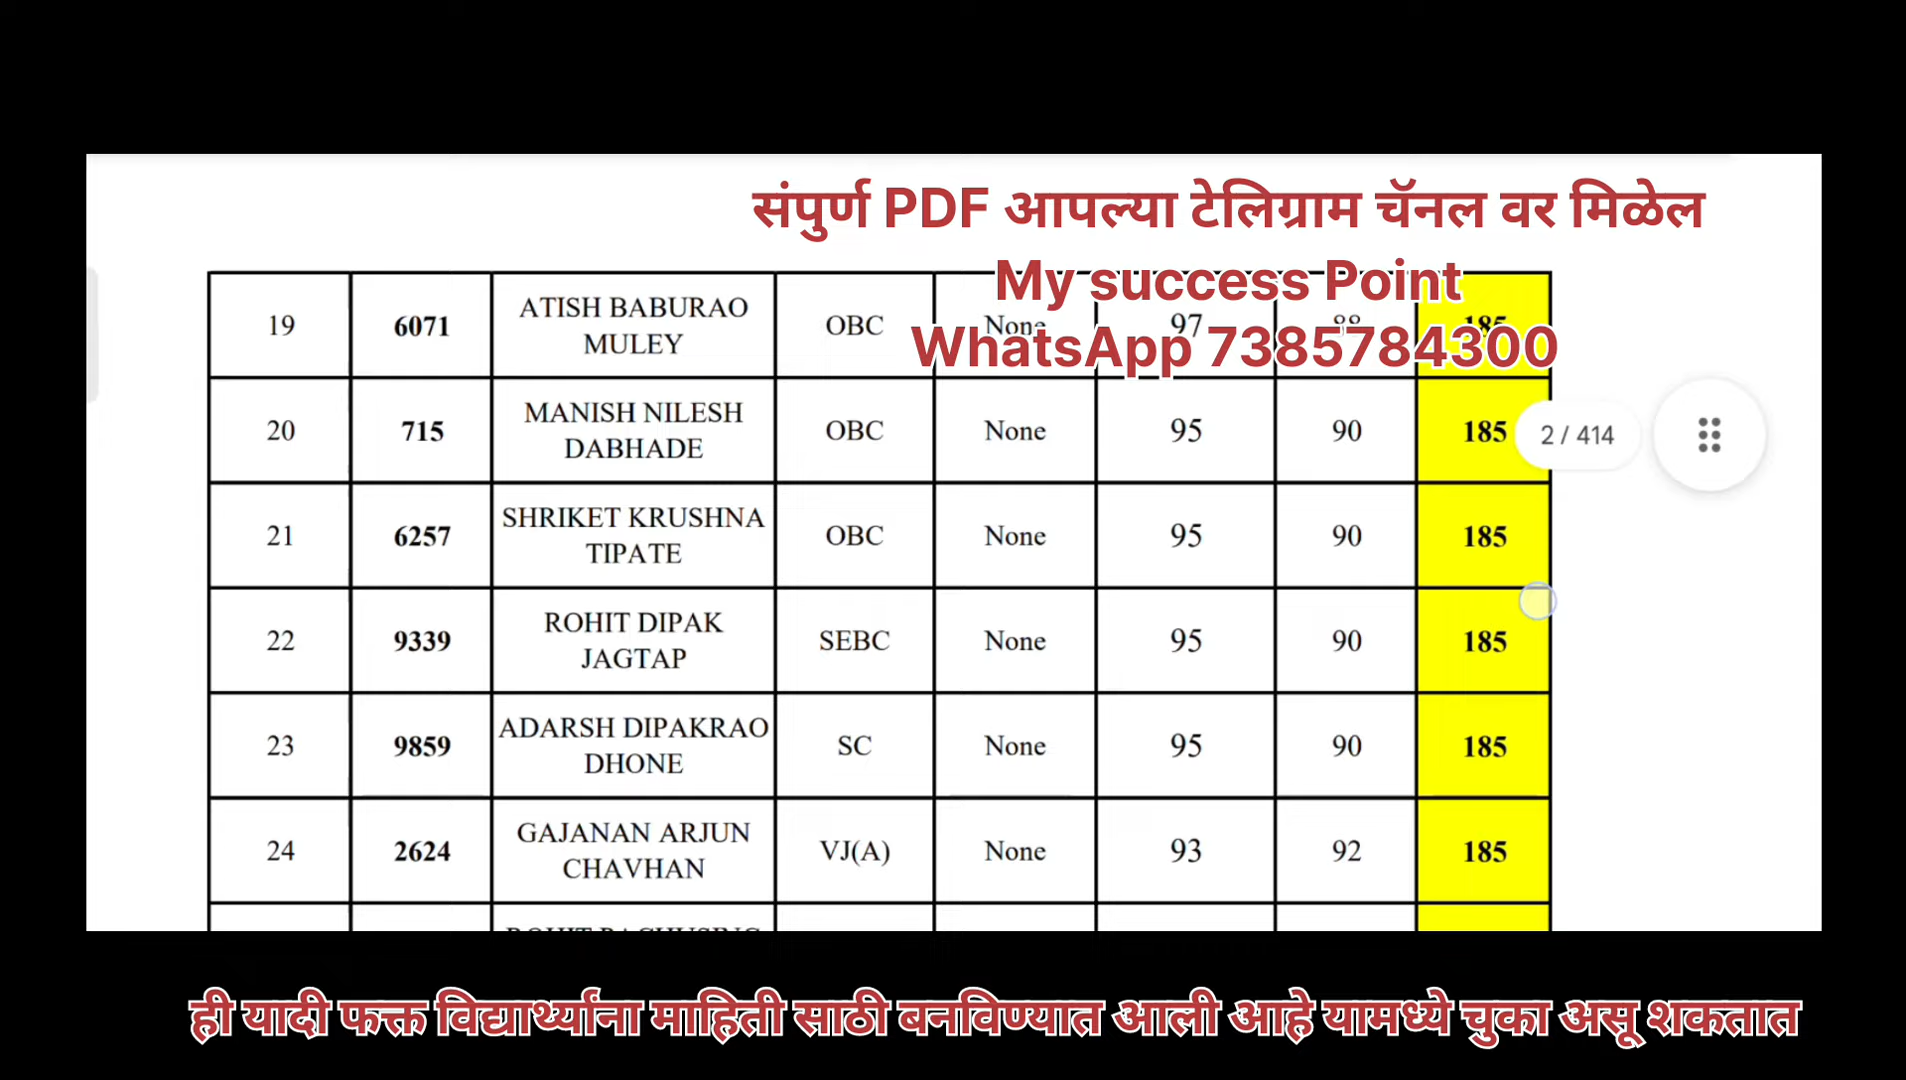 संपुर्ण PDF आपल्या टेलिग्राम चॅनल वर मिळेल
My success Point
WhatsApp 7385784300
19 6071 ATISH BABURAO MULEY OBC None 97 88 185
20 715 MANISH NILESH DABHADE OBC None 95 90 185
2 / 414
21 6257 SHRIKET KRUSHNA TIPATE OBC None 95 90 185
22 9339 ROHIT DIPAK JAGTAP SEBC None 95 90 185
23 9859 ADARSH DIPAKRAO DHONE SC None 95 90 185
24 2624 GAJANAN ARJUN CHAVHAN VJ(A) None 93 92 185
ही यादी फक्त विद्यार्थ्यांना माहिती साठी बनविण्यात आली आहे यामध्ये चुका असू शकतात